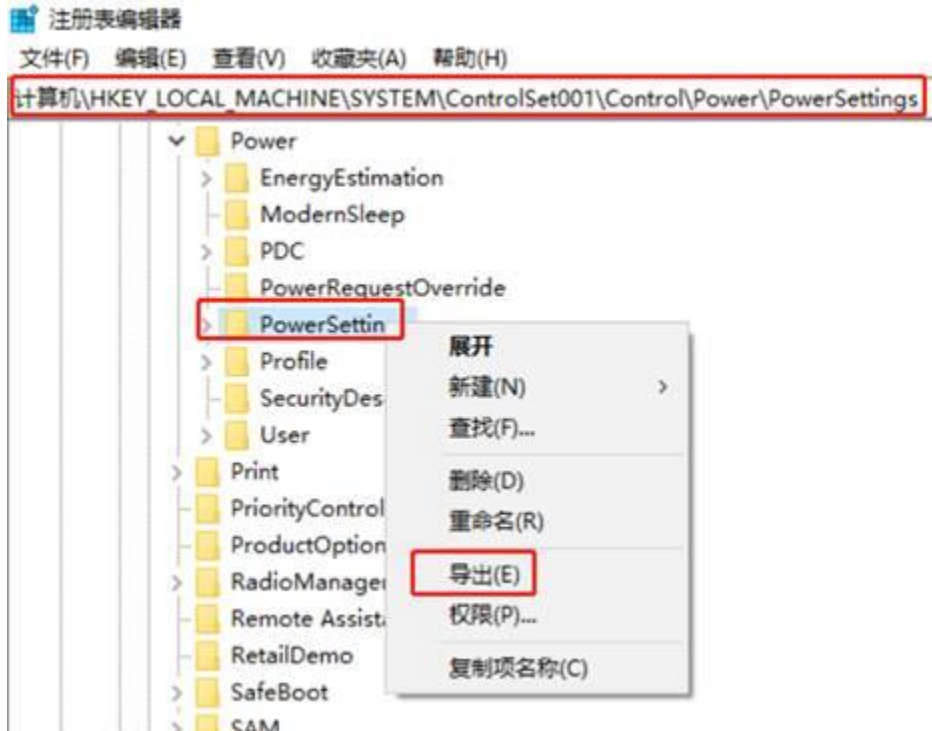 注册表编辑器
文件(F) 编辑(E) 查看(V) 收藏夹(A) 帮助(H)
计算机\HKEY_LOCAL_MACHINE\SYSTEM\ControlSet001\Control\Power\PowerSettings
Power
EnergyEstimation
ModernSleep
PDC
PowerRequestOverride
PowerSettin
Profile
SecurityDes
User
Print
PriorityControl
ProductOption
RadioManage
Remote Assist
RetailDemo
SafeBoot
SAM
展开
新建(N)
查找(F)...
删除(D)
重命名(R)
导出(E)
权限(P)...
复制项名称(C)